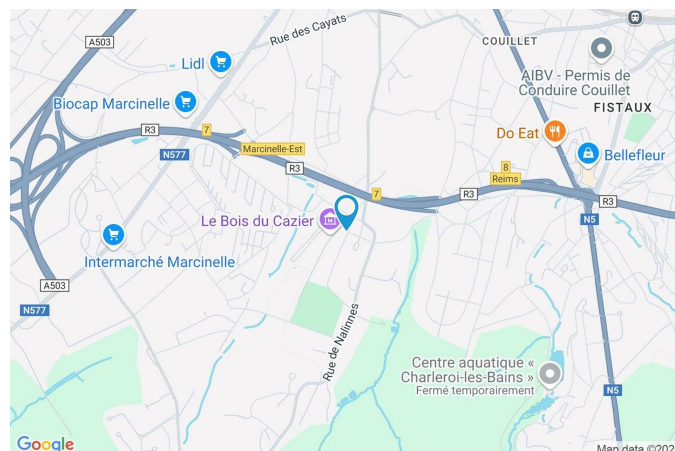 Rue des Cayats
COUILLET
A503
Lidl
AIBV - Permis de
Conduire Couillet
FISTAUX
Biocap Marcinelle
Do Eat
R3
7
Marcinelle-Est
N577
Bellefleur
8
Reims
R3
7
R3
R3
Le Bois du Cazier
N5
Intermarché Marcinelle
A503
N577
Rue de Nalinnes
Centre aquatique «
Charleroi-les-Bains »
Fermé temporairement
N5
Google
Map data ©202